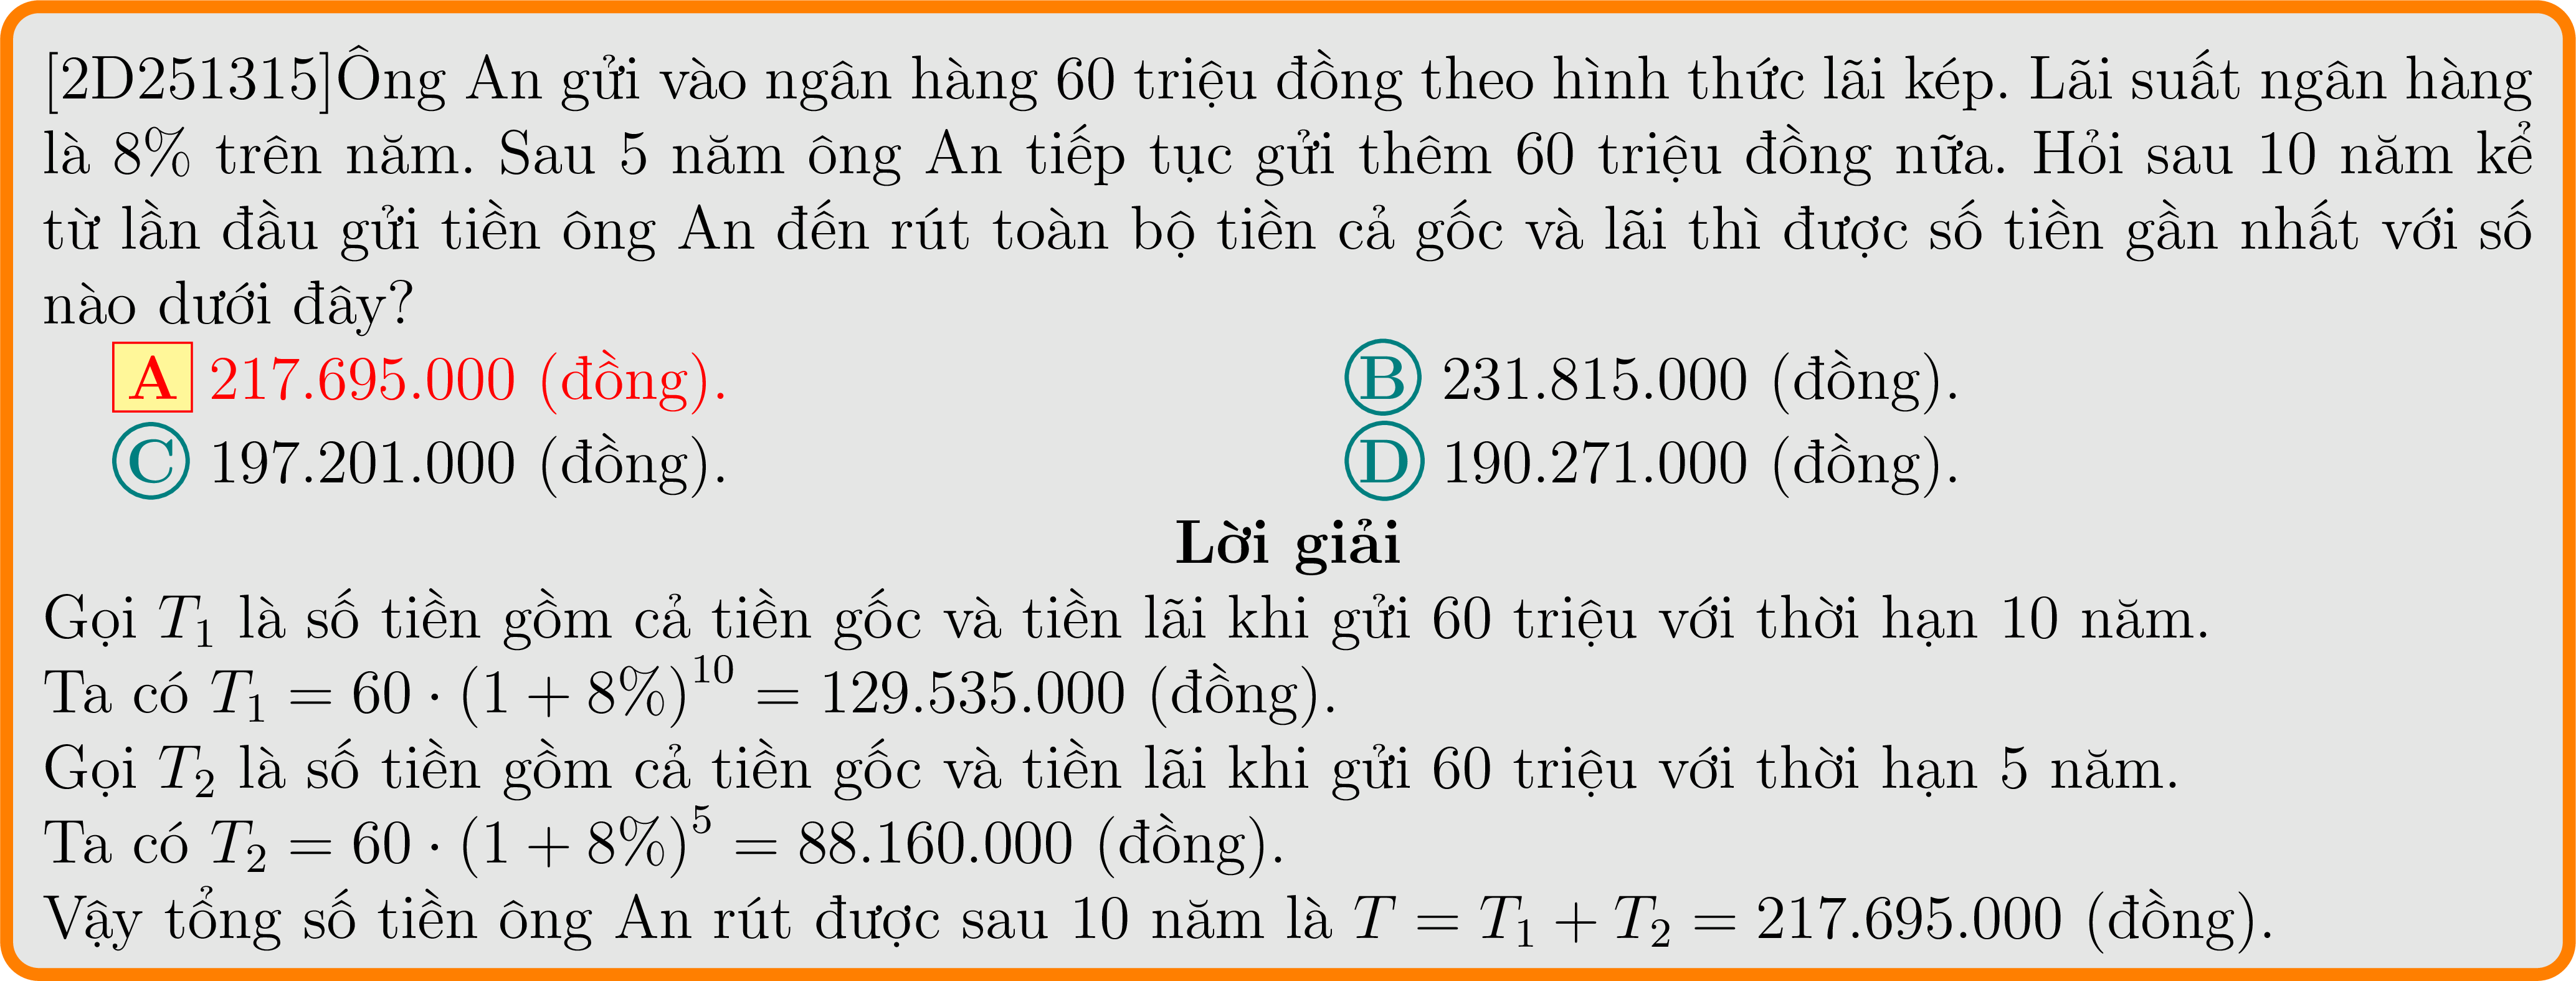 [2D251315]Ông An gửi vào ngân hàng 60 triệu đồng theo hình thức lãi kép. Lãi suất ngân hàng
là 8% trên năm. Sau 5 năm ông An tiếp tục gửi thêm 60 triệu đồng nữa. Hỏi sau 10 năm kể
từ lần đầu gửi tiền ông An đến rút toàn bộ tiền cả gốc và lãi thì được số tiền gần nhất với số
nào dưới đây?
A 217.695.000 (đồng). B 231.815.000 (đồng).
C 197.201.000 (đồng). D 190.271.000 (đồng).
Lời giải
Gọi T₁ là số tiền gồm cả tiền gốc và tiền lãi khi gửi 60 triệu với thời hạn 10 năm.
Ta có T₁ = 60 · (1 + 8%)¹⁰ = 129.535.000 (đồng).
Gọi T₂ là số tiền gồm cả tiền gốc và tiền lãi khi gửi 60 triệu với thời hạn 5 năm.
Ta có T₂ = 60 · (1 + 8%)⁵ = 88.160.000 (đồng).
Vậy tổng số tiền ông An rút được sau 10 năm là T = T₁ + T₂ = 217.695.000 (đồng).